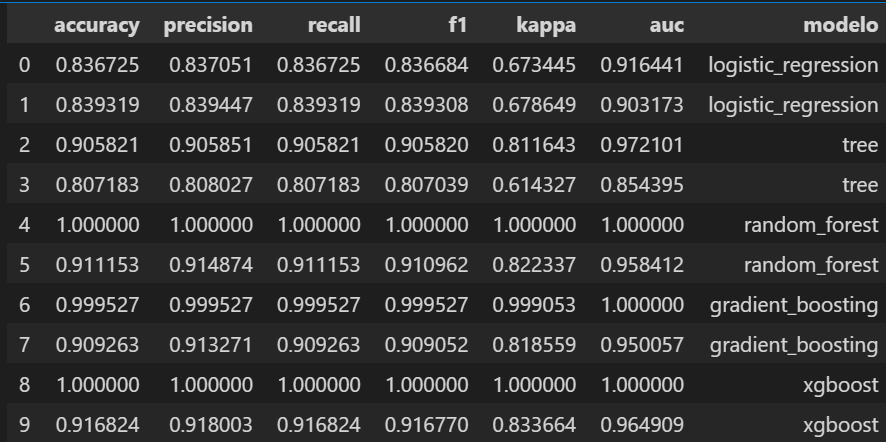 accuracy precision recall f1 kappa auc modelo
0 0.836725 0.837051 0.836725 0.836684 0.673445 0.916441 logistic_regression
1 0.839319 0.839447 0.839319 0.839308 0.678649 0.903173 logistic_regression
2 0.905821 0.905851 0.905821 0.905820 0.811643 0.972101 tree
3 0.807183 0.808027 0.807183 0.807039 0.614327 0.854395 tree
4 1.000000 1.000000 1.000000 1.000000 1.000000 1.000000 random_forest
5 0.911153 0.914874 0.911153 0.910962 0.822337 0.958412 random_forest
6 0.999527 0.999527 0.999527 0.999527 0.999053 1.000000 gradient_boosting
7 0.909263 0.913271 0.909263 0.909052 0.818559 0.950057 gradient_boosting
8 1.000000 1.000000 1.000000 1.000000 1.000000 1.000000 xgboost
9 0.916824 0.918003 0.916824 0.916770 0.833664 0.964909 xgboost